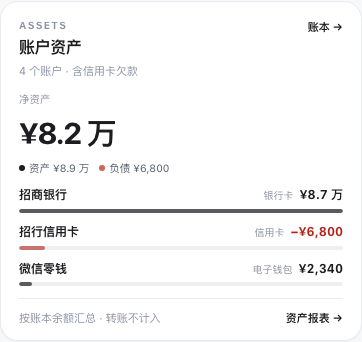 ASSETS
账本 →
账户资产
4 个账户 · 含信用卡欠款
净资产
¥8.2 万
资产 ¥8.9 万 负债 ¥6,800
招商银行 银行卡 ¥8.7 万
招行信用卡 信用卡 −¥6,800
微信零钱 电子钱包 ¥2,340
按账本余额汇总 · 转账不计入 资产报表 →